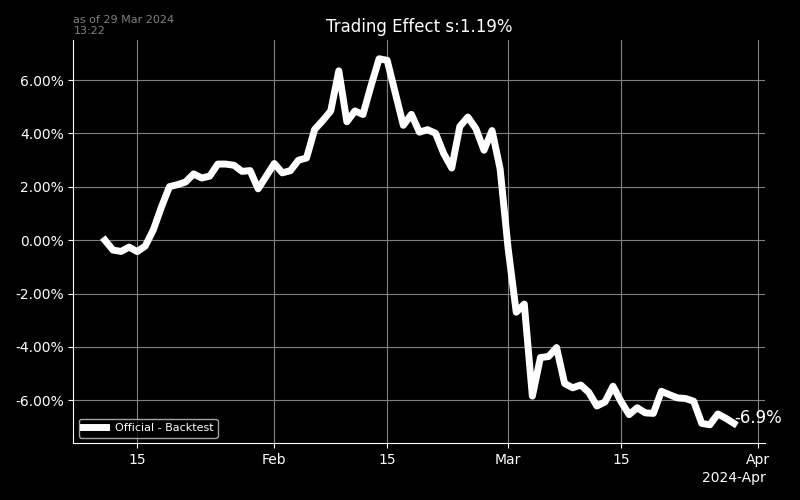 as of 29 Mar 2024
13:22
Trading Effect s:1.19%
6.00%
4.00%
2.00%
0.00%
-2.00%
-4.00%
-6.00%
-6.9%
Official - Backtest
15
Feb
15
Mar
15
Apr
2024-Apr